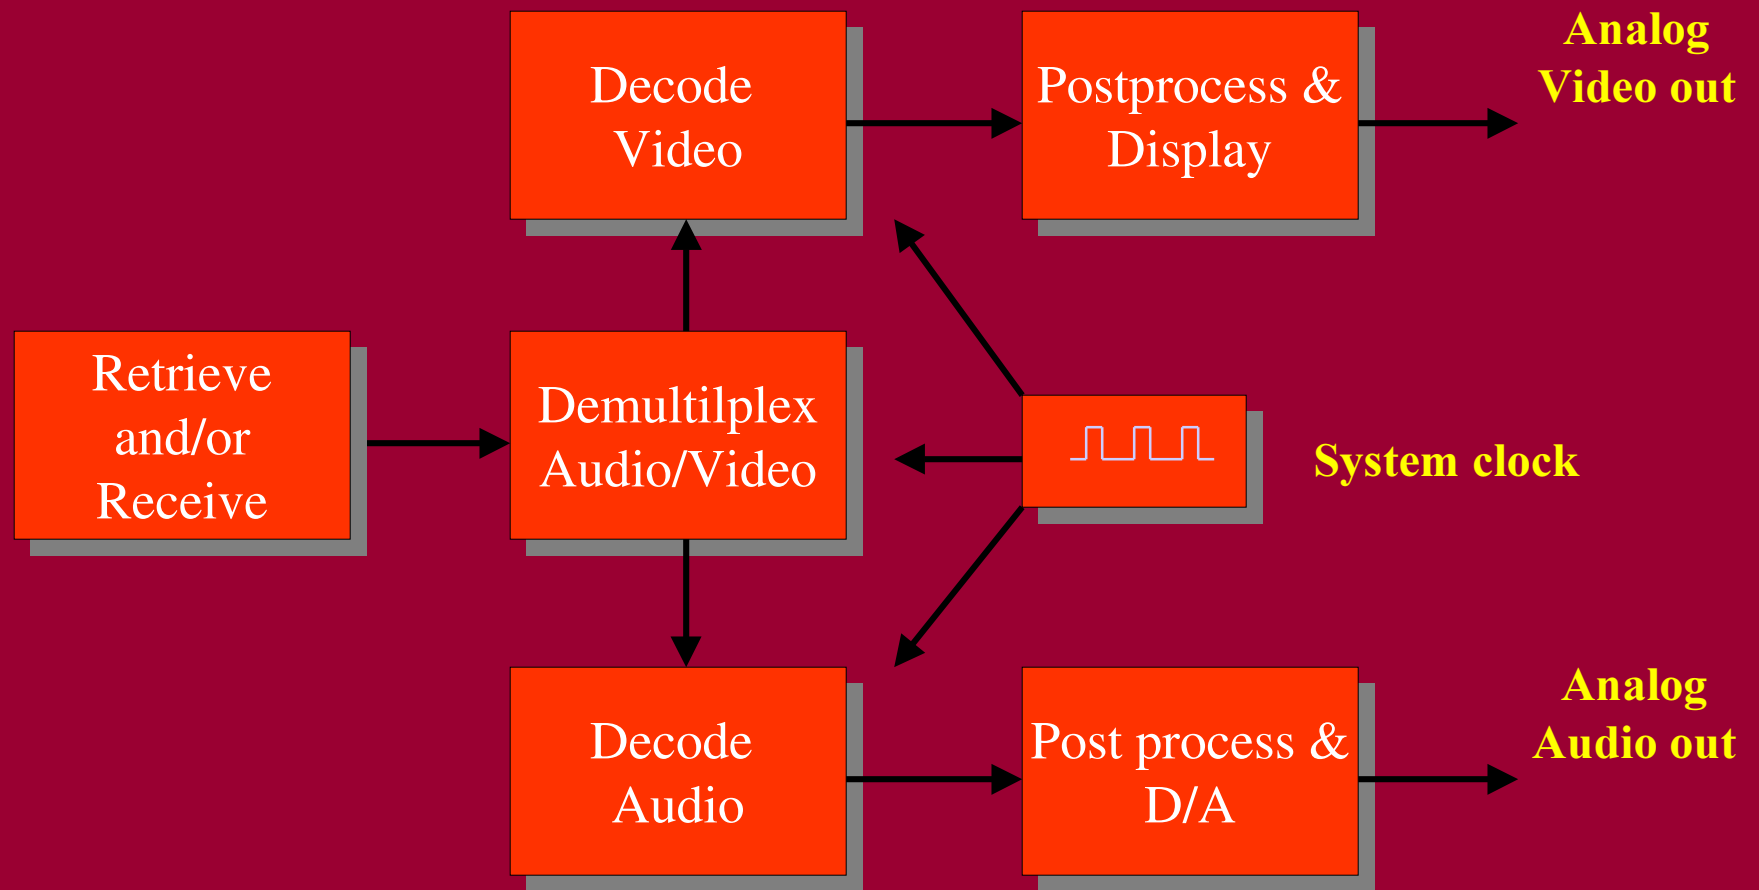 Decode
Video
Postprocess &
Display
Analog
Video out
Retrieve
and/or
Receive
Demultilplex
Audio/Video
System clock
Decode
Audio
Post process &
D/A
Analog
Audio out